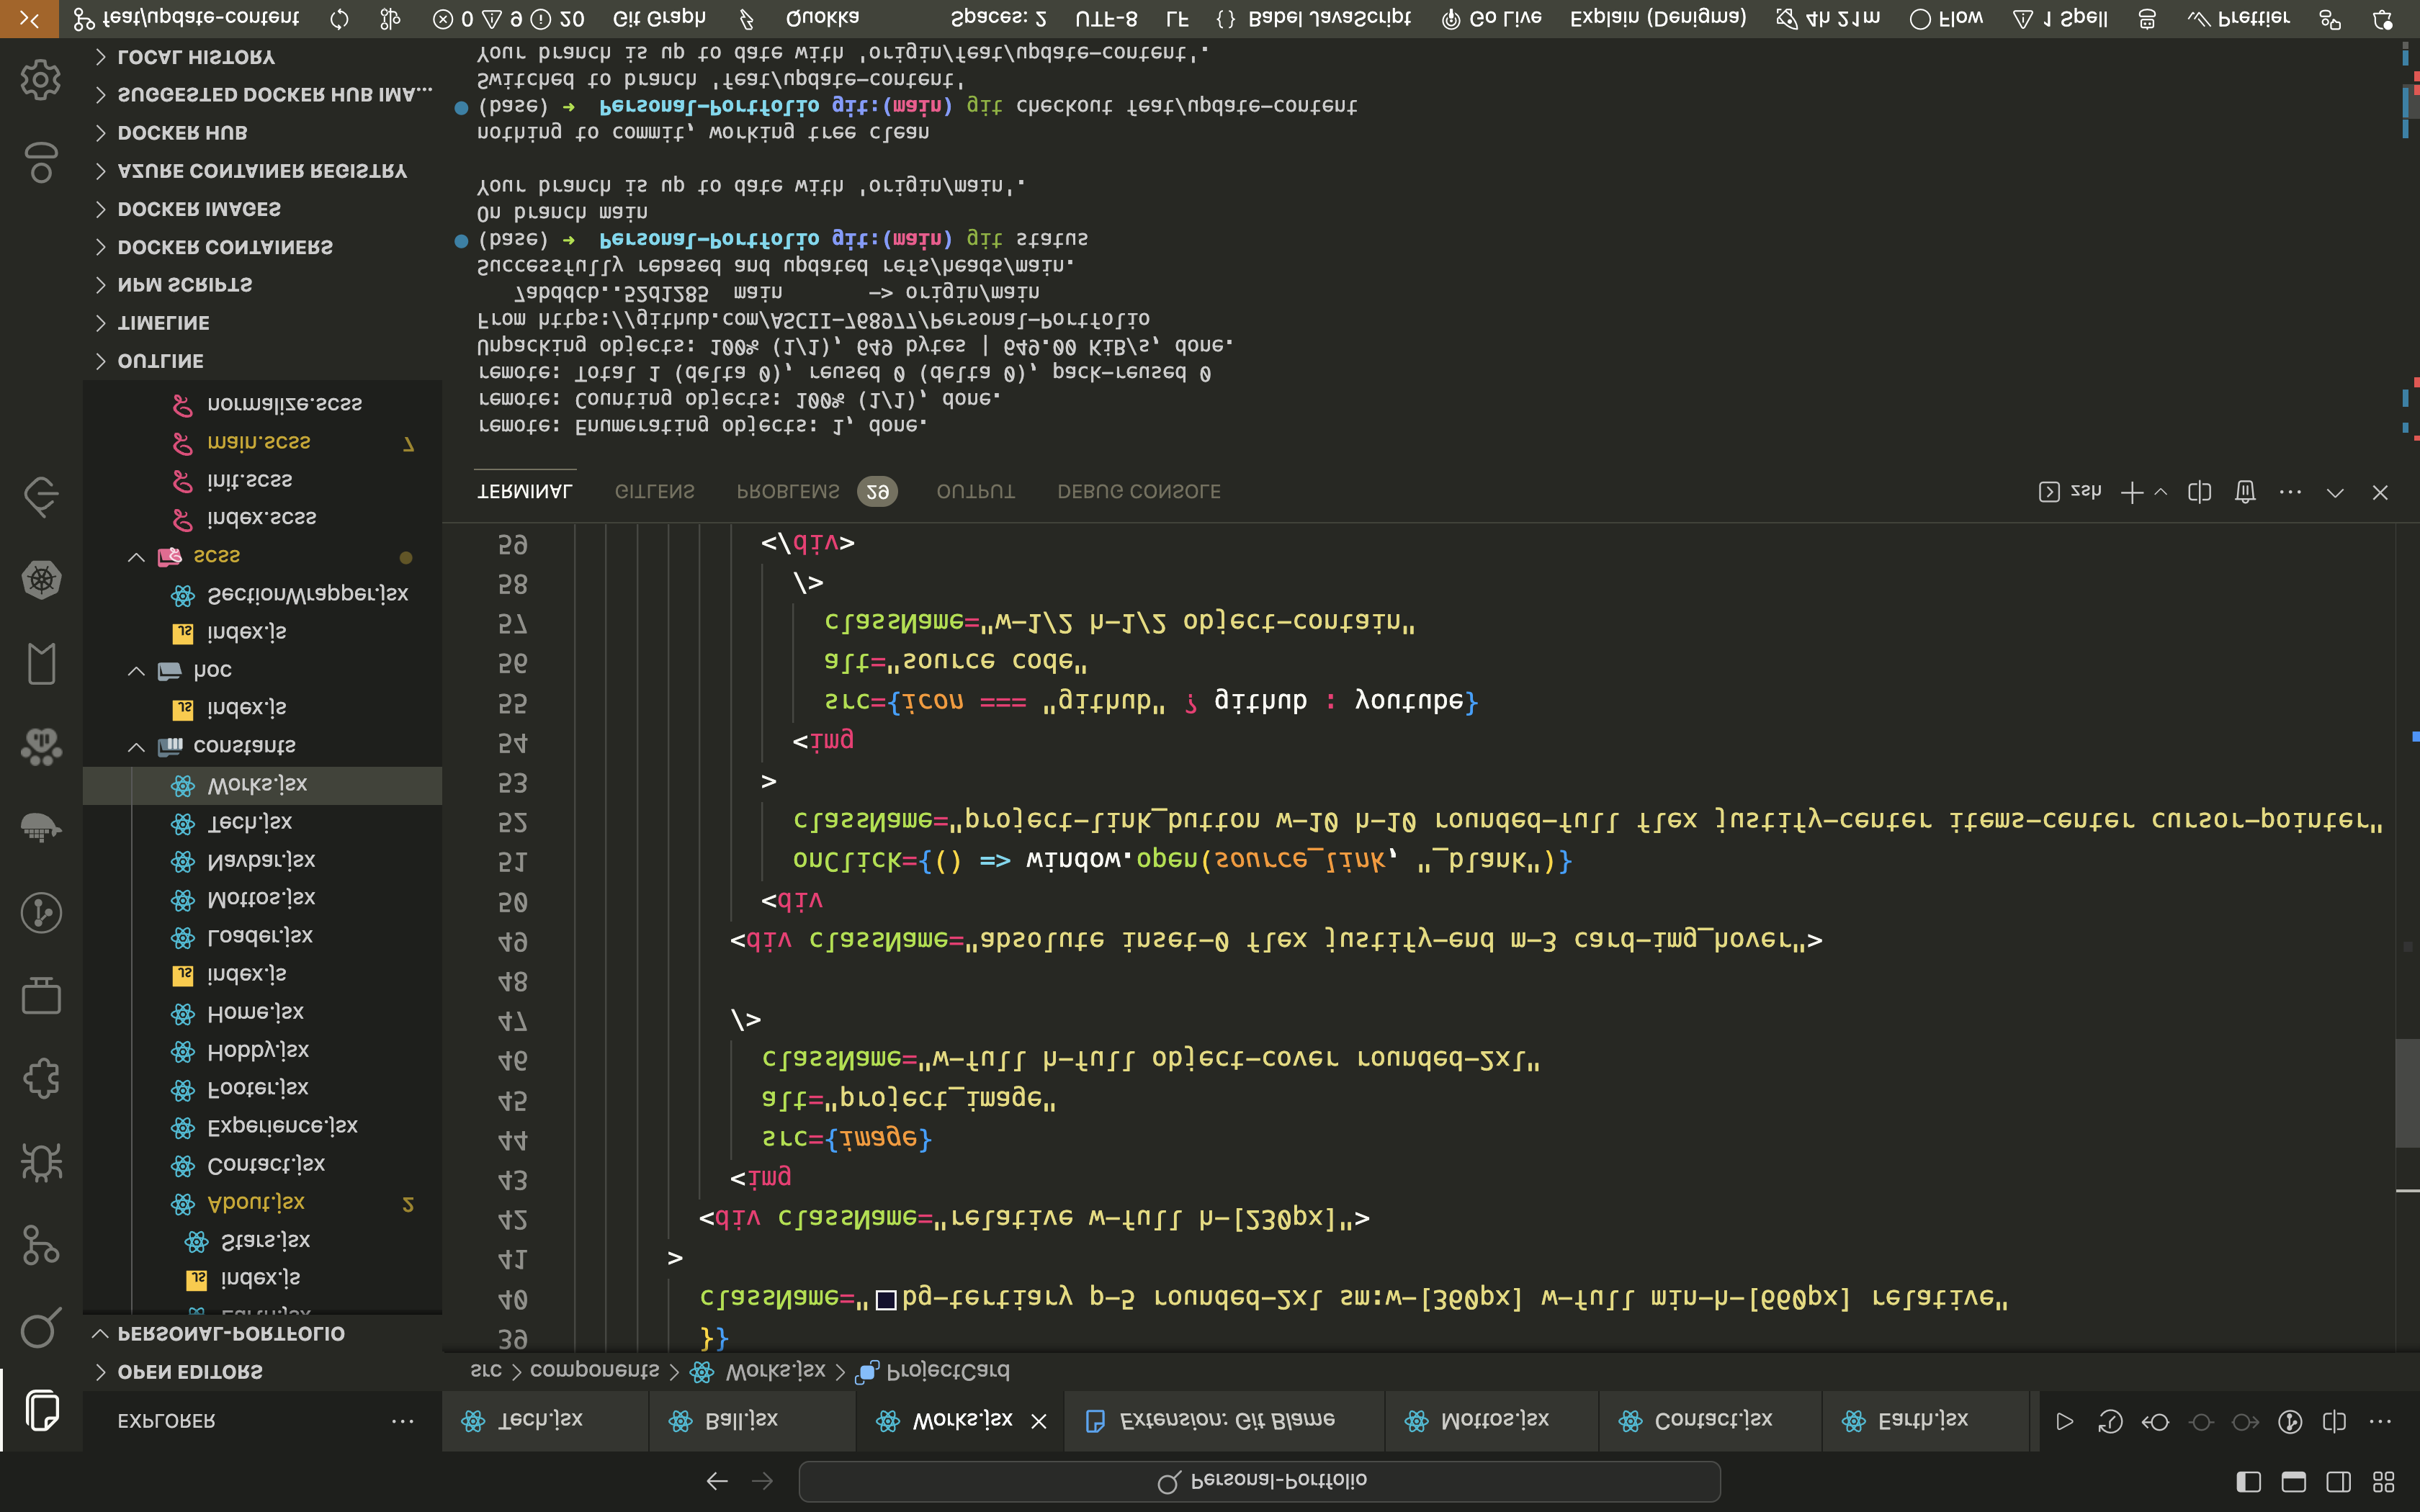 Personal-Portfolio
EXPLORER
Tech.jsx
Ball.jsx
Works.jsx
Extension: Git Blame
Mottos.jsx
Contact.jsx
Earth.jsx
src > components > Works.jsx > ProjectCard
OPEN EDITORS
PERSONAL-PORTFOLIO
Earth.jsx
index.js
Stars.jsx
About.jsx 2
Contact.jsx
Experience.jsx
Footer.jsx
Hobby.jsx
Home.jsx
index.js
Loader.jsx
Mottos.jsx
Navbar.jsx
Tech.jsx
Works.jsx
constants
index.js
hoc
index.js
SectionWrapper.jsx
scss
index.scss
init.scss
main.scss 7
normalize.scss
OUTLINE
TIMELINE
NPM SCRIPTS
DOCKER CONTAINERS
DOCKER IMAGES
AZURE CONTAINER REGISTRY
DOCKER HUB
SUGGESTED DOCKER HUB IMA...
LOCAL HISTORY
39 }}
40 className="bg-tertiary p-5 rounded-2xl sm:w-[360px] w-full min-h-[660px] relative"
41 >
42 <div className="relative w-full h-[230px]">
43 <img
44 src={image}
45 alt="project_image"
46 className="w-full h-full object-cover rounded-2xl"
47 />
48
49 <div className="absolute inset-0 flex justify-end m-3 card-img_hover">
50 <div
51 onClick={() => window.open(source_link, "_blank")}
52 className="project-link_button w-10 h-10 rounded-full flex justify-center items-center cursor-pointer"
53 >
54 <img
55 src={icon === "github" ? github : youtube}
56 alt="source code"
57 className="w-1/2 h-1/2 object-contain"
58 />
59 </div>
TERMINAL GITLENS PROBLEMS 29 OUTPUT DEBUG CONSOLE zsh
remote: Enumerating objects: 1, done.
remote: Counting objects: 100% (1/1), done.
remote: Total 1 (delta 0), reused 0 (delta 0), pack-reused 0
Unpacking objects: 100% (1/1), 649 bytes | 649.00 KiB/s, done.
From https://github.com/ASCII-768977/Personal-Portfolio
7abddcb..52d1285 main -> origin/main
Successfully rebased and updated refs/heads/main.
(base) → Personal-Portfolio git:(main) git status
On branch main
Your branch is up to date with 'origin/main'.
nothing to commit, working tree clean
(base) → Personal-Portfolio git:(main) git checkout feat/update-content
Switched to branch 'feat/update-content'
Your branch is up to date with 'origin/feat/update-content'.
feat/update-content 0 9 20 Git Graph Quokka Spaces: 2 UTF-8 LF {} Babel JavaScript Go Live Explain (Denigma) 4h 21m Flow 1 Spell Prettier